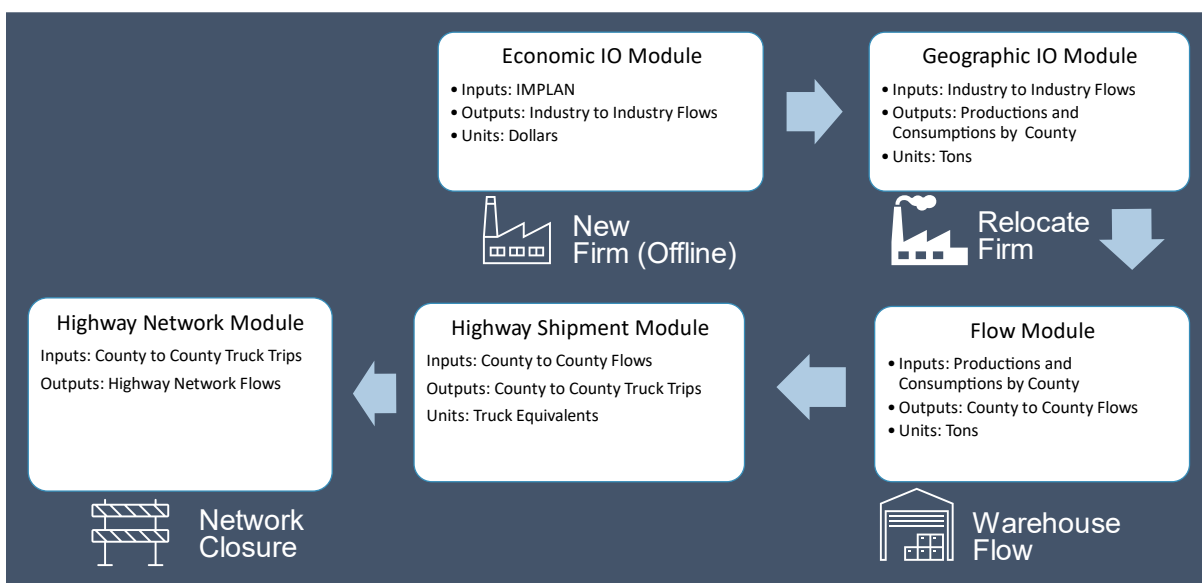 Economic IO Module
• Inputs: IMPLAN
• Outputs: Industry to Industry Flows
• Units: Dollars
Geographic IO Module
• Inputs: Industry to Industry Flows
• Outputs: Productions and
Consumptions by County
• Units: Tons
New
Firm (Offline)
Relocate
Firm
Highway Network Module
Inputs: County to County Truck Trips
Outputs: Highway Network Flows
Highway Shipment Module
Inputs: County to County Flows
Outputs: County to County Truck Trips
Units: Truck Equivalents
Flow Module
• Inputs: Productions and
Consumptions by County
• Outputs: County to County Flows
• Units: Tons
Network
Closure
Warehouse
Flow